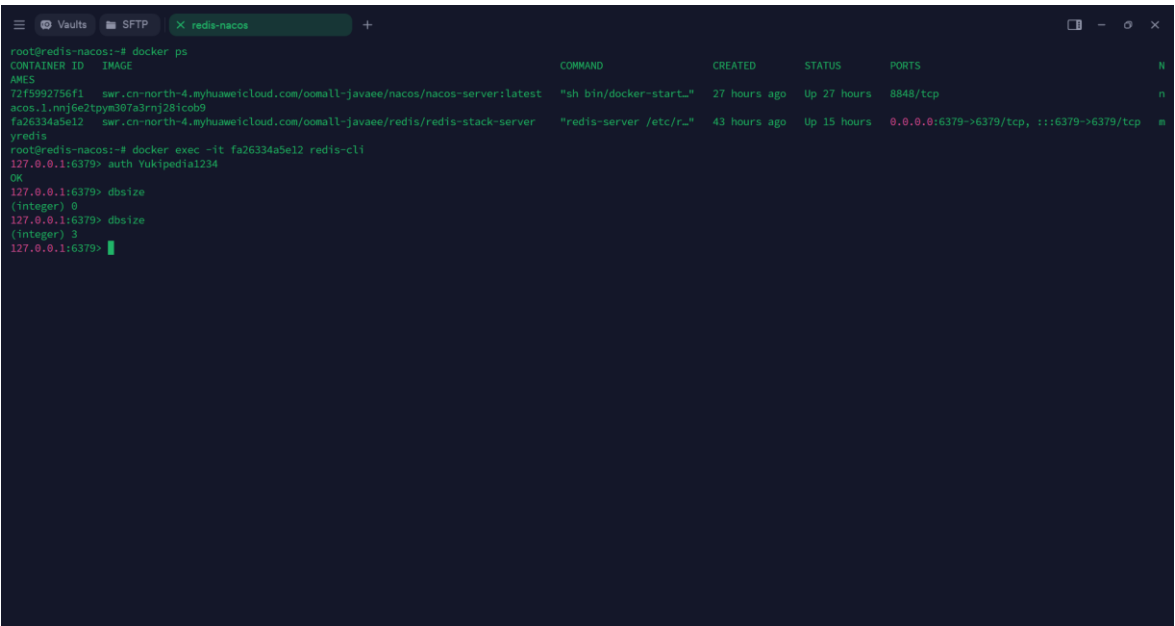 Vaults SFTP redis-nacos
root@redis-nacos:~# docker ps
CONTAINER ID IMAGE COMMAND CREATED STATUS PORTS N
AMES
72f5992756f1 swr.cn-north-4.myhuaweicloud.com/oomall-javaee/nacos/nacos-server:latest "sh bin/docker-start…" 27 hours ago Up 27 hours 8848/tcp n
acos.1.nnj6e2tpym307a3rnj28icob9
fa26334a5e12 swr.cn-north-4.myhuaweicloud.com/oomall-javaee/redis/redis-stack-server "redis-server /etc/r…" 43 hours ago Up 15 hours 0.0.0.0:6379->6379/tcp, :::6379->6379/tcp m
yredis
root@redis-nacos:~# docker exec -it fa26334a5e12 redis-cli
127.0.0.1:6379> auth Yukipedia1234
OK
127.0.0.1:6379> dbsize
(integer) 0
127.0.0.1:6379> dbsize
(integer) 3
127.0.0.1:6379>